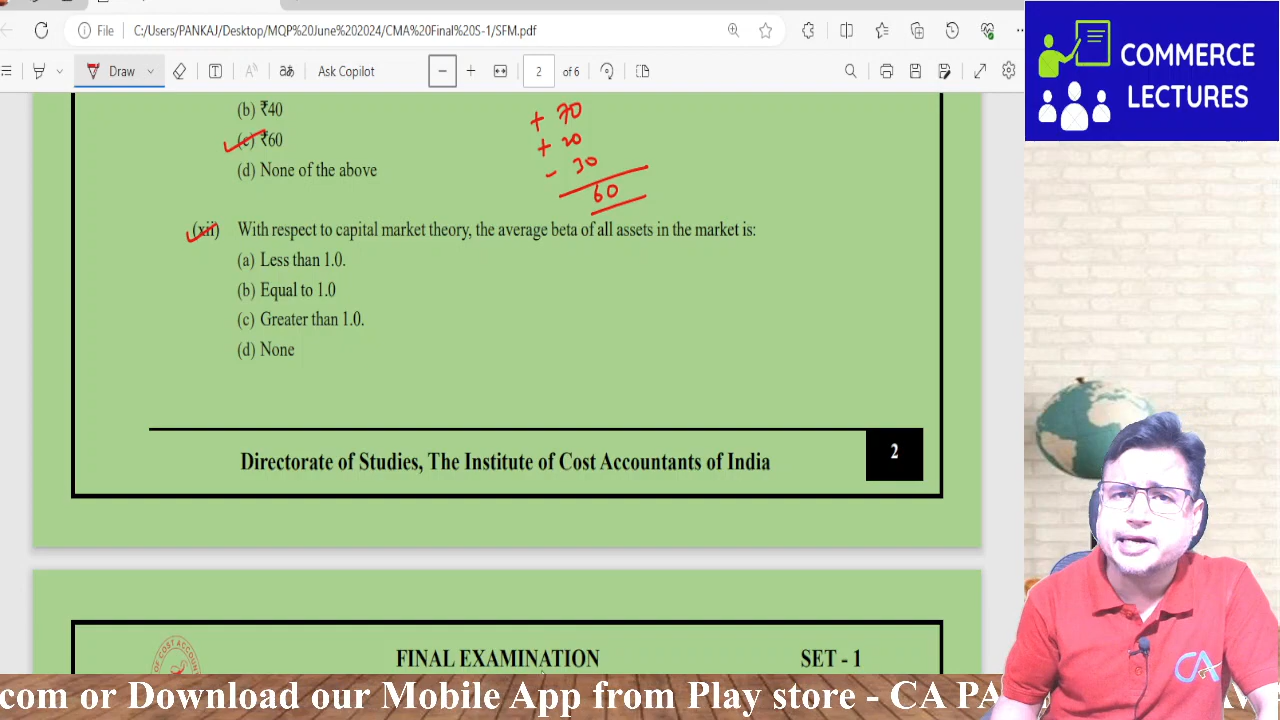 File C:/Users/PANKAJ/Desktop/MQP%20June%202024/CMA%20Final%20S-1/SFM.pdf
Draw
Ask Copilot
2 of 6
COMMERCE
LECTURES
(b) ₹40
(c) ₹60
(d) None of the above
+ 70
+ 20
- 30
60
(xii) With respect to capital market theory, the average beta of all assets in the market is:
(a) Less than 1.0.
(b) Equal to 1.0
(c) Greater than 1.0.
(d) None
Directorate of Studies, The Institute of Cost Accountants of India
2
FINAL EXAMINATION
SET - 1
CA
com or Download our Mobile App from Play store - CA PA